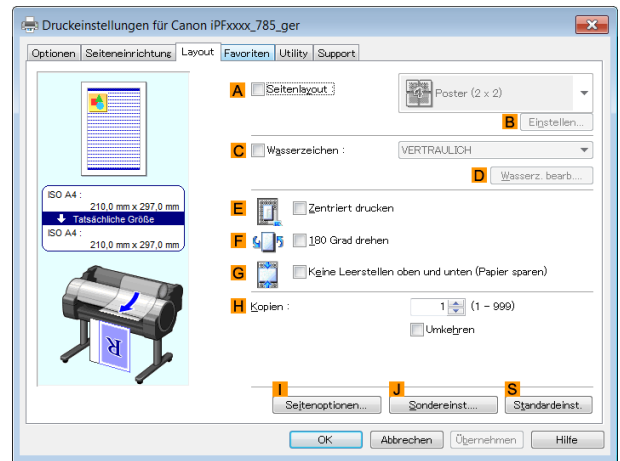 Druckeinstellungen für Canon iPFxxxx_785_ger
Optionen Seiteneinrichtung Layout Favoriten Utility Support
A Seitenlayout : Poster (2 x 2)
B Einstellen...
C Wasserzeichen : VERTRAULICH
D Wasserz. bearb....
ISO A4 :
210,0 mm x 297,0 mm
Tatsächliche Größe
ISO A4 :
210,0 mm x 297,0 mm
E Zentriert drucken
F 180 Grad drehen
G Keine Leerstellen oben und unten (Papier sparen)
H Kopien : 1 (1 - 999)
Umkehren
R
I J S
Seitenoptionen... Sondereinst.... Standardeinst.
OK Abbrechen Übernehmen Hilfe